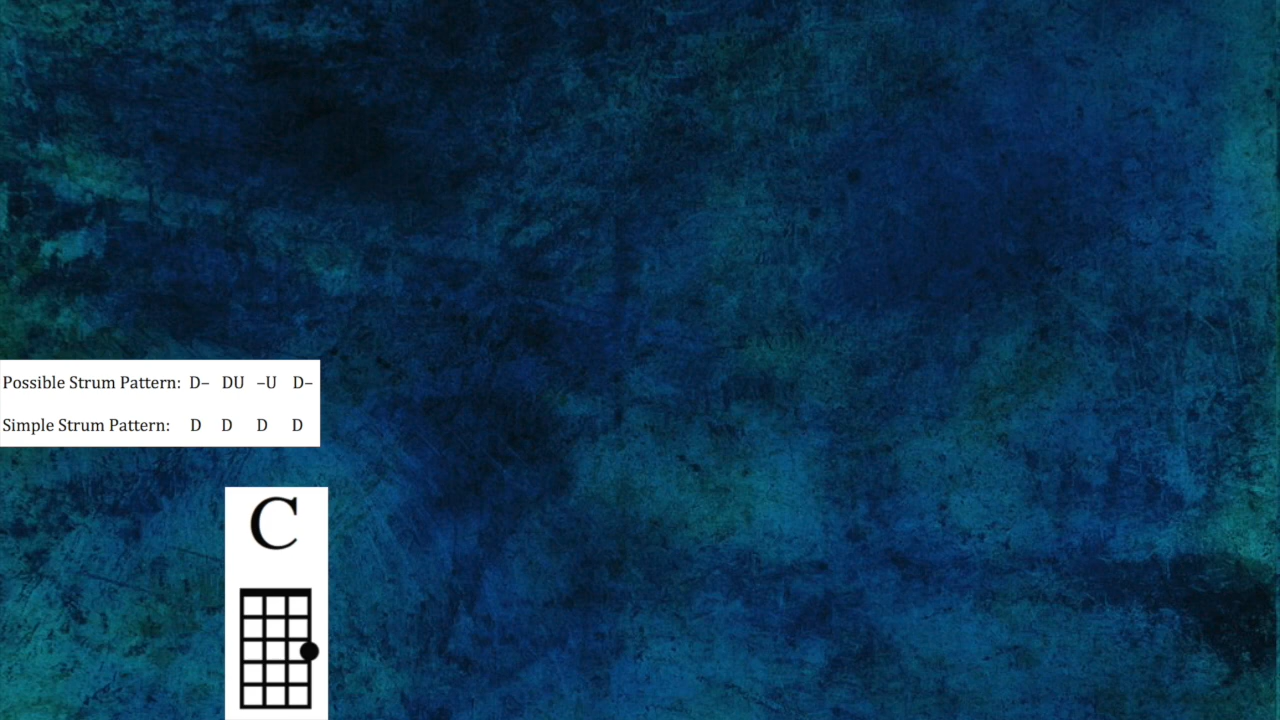 Possible Strum Pattern: D– DU –U D–
Simple Strum Pattern: D D D D
C